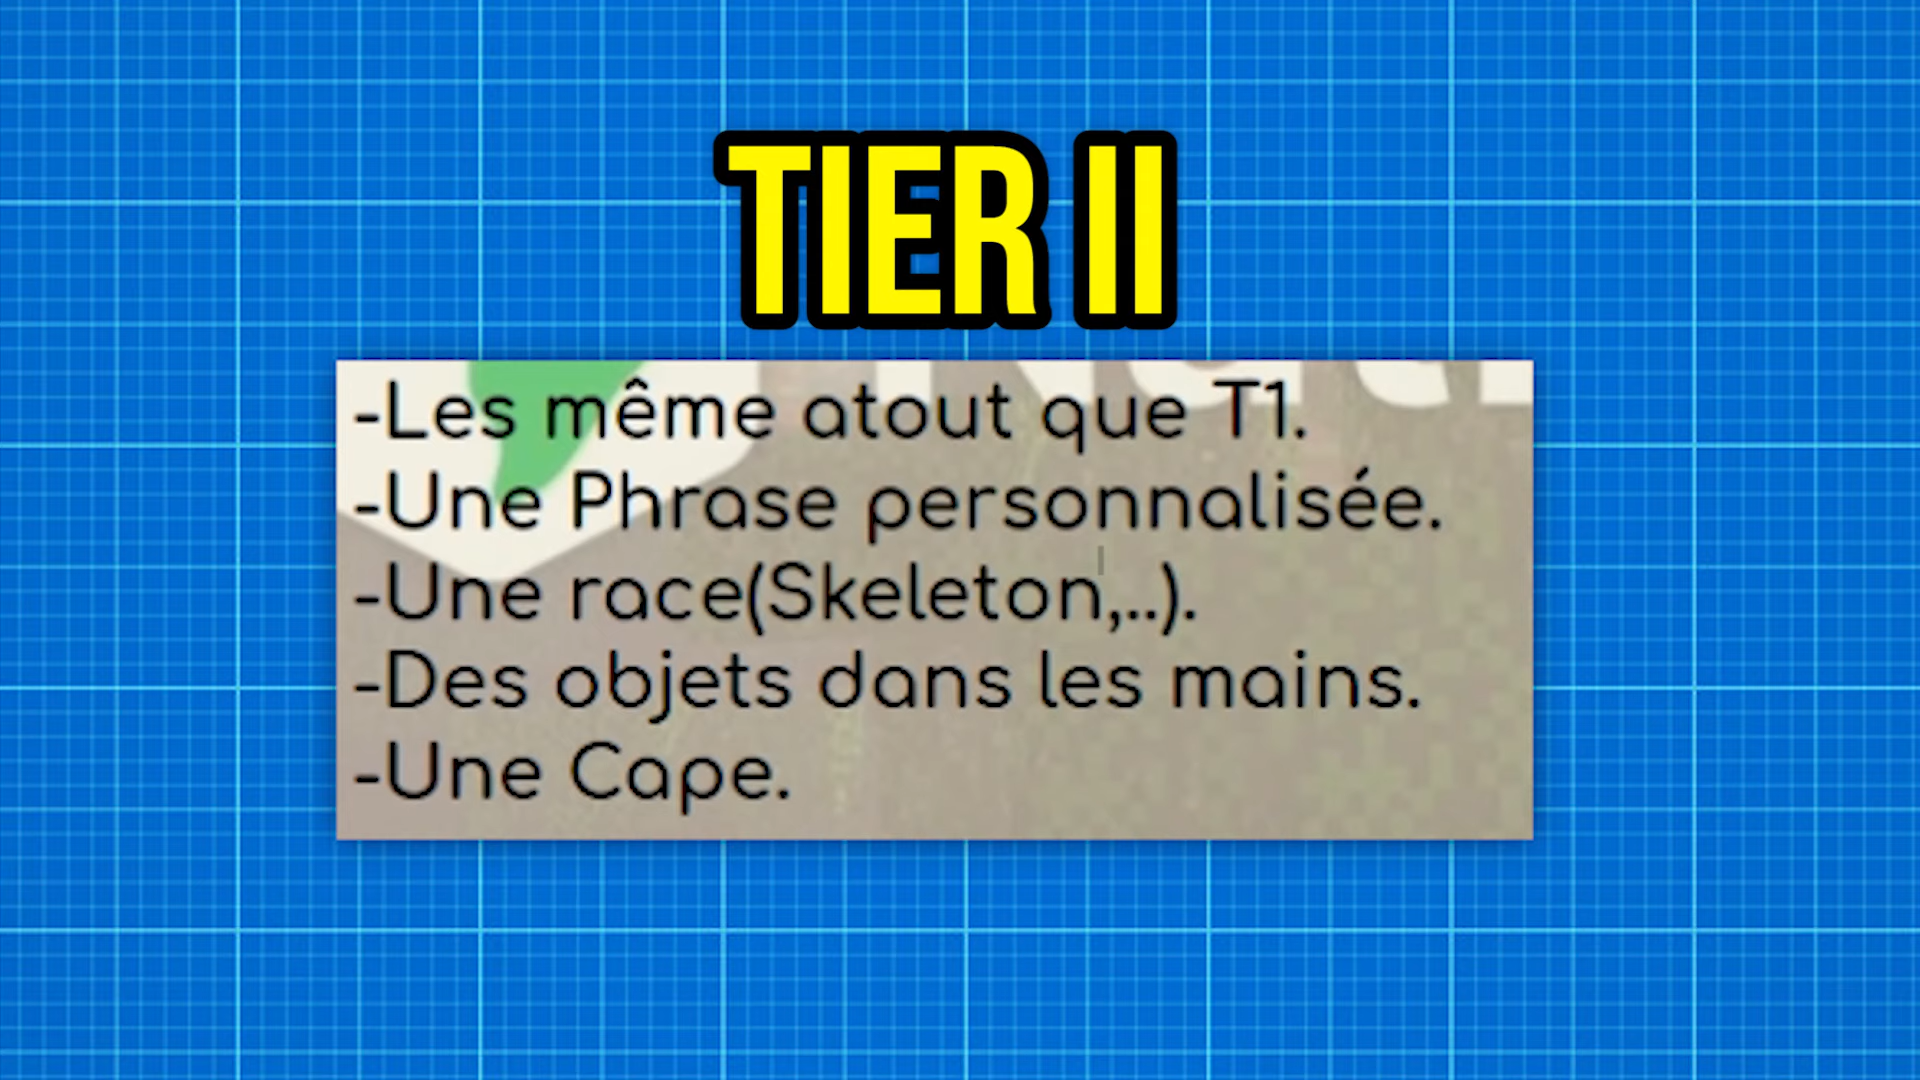 TIER II
-Les même atout que T1.
-Une Phrase personnalisée.
-Une race(Skeleton,..).
-Des objets dans les mains.
-Une Cape.